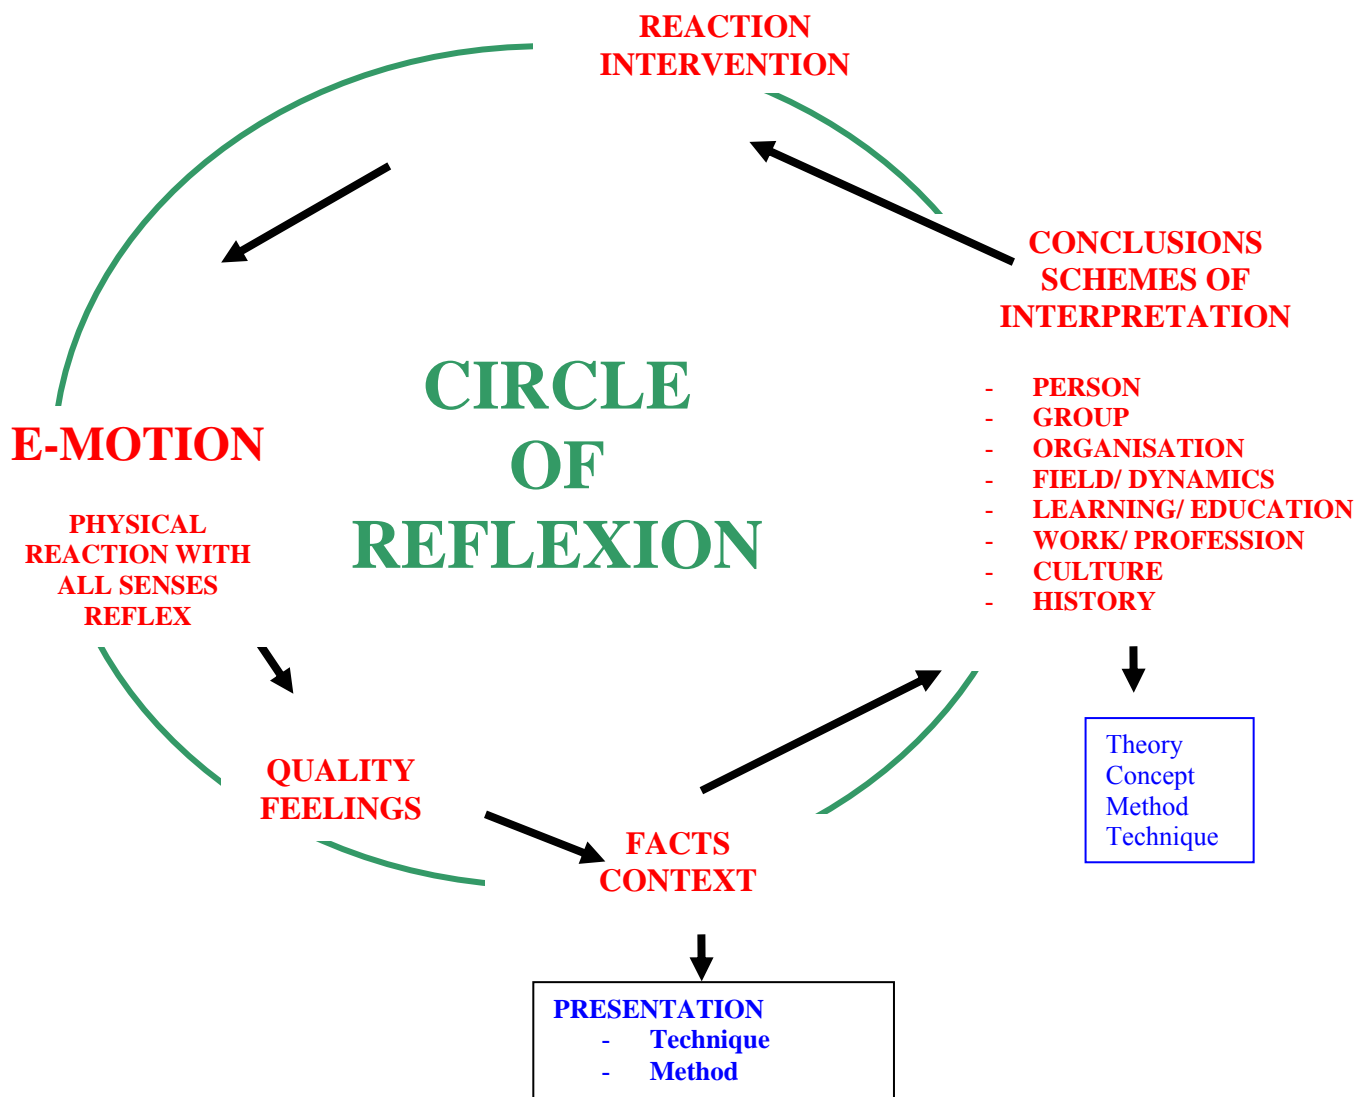 REACTION
INTERVENTION
CONCLUSIONS
SCHEMES OF
INTERPRETATION
- PERSON
- GROUP
- ORGANISATION
- FIELD/ DYNAMICS
- LEARNING/ EDUCATION
- WORK/ PROFESSION
- CULTURE
- HISTORY
CIRCLE
OF
REFLEXION
E-MOTION
PHYSICAL
REACTION WITH
ALL SENSES
REFLEX
QUALITY
FEELINGS
FACTS
CONTEXT
Theory
Concept
Method
Technique
PRESENTATION
- Technique
- Method